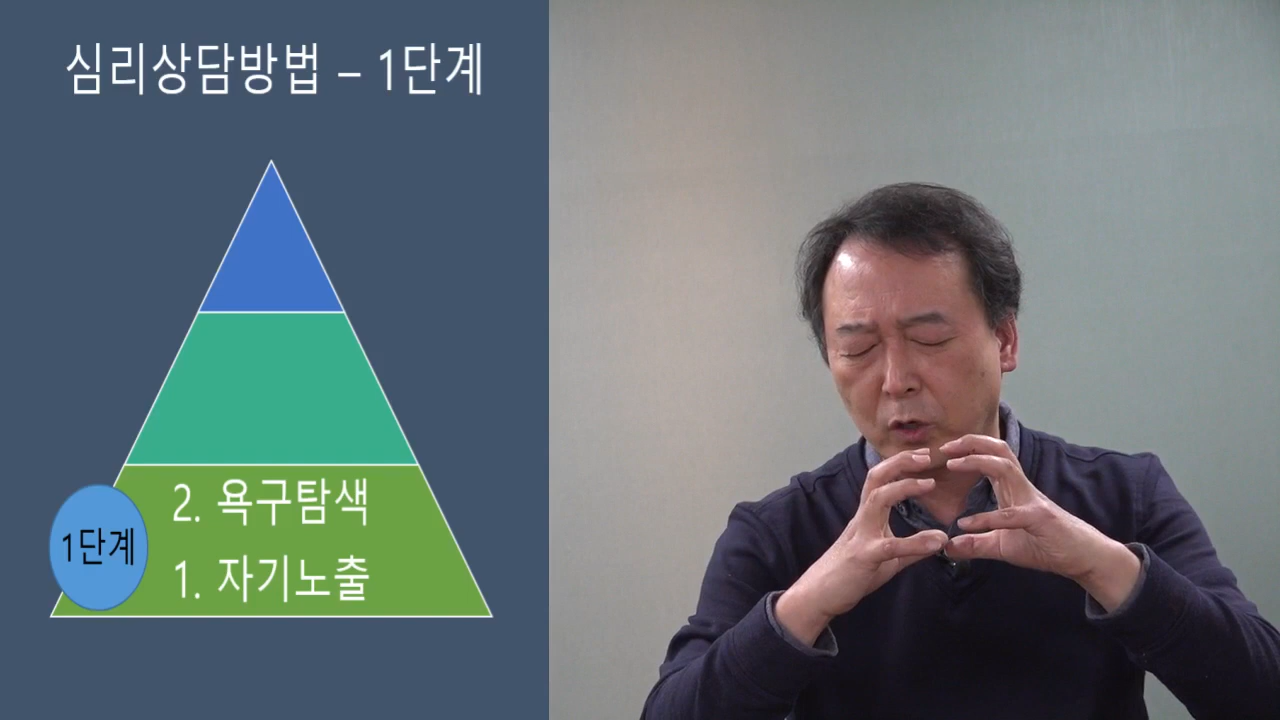 심리상담방법 – 1단계
2. 욕구탐색
1단계
1. 자기노출